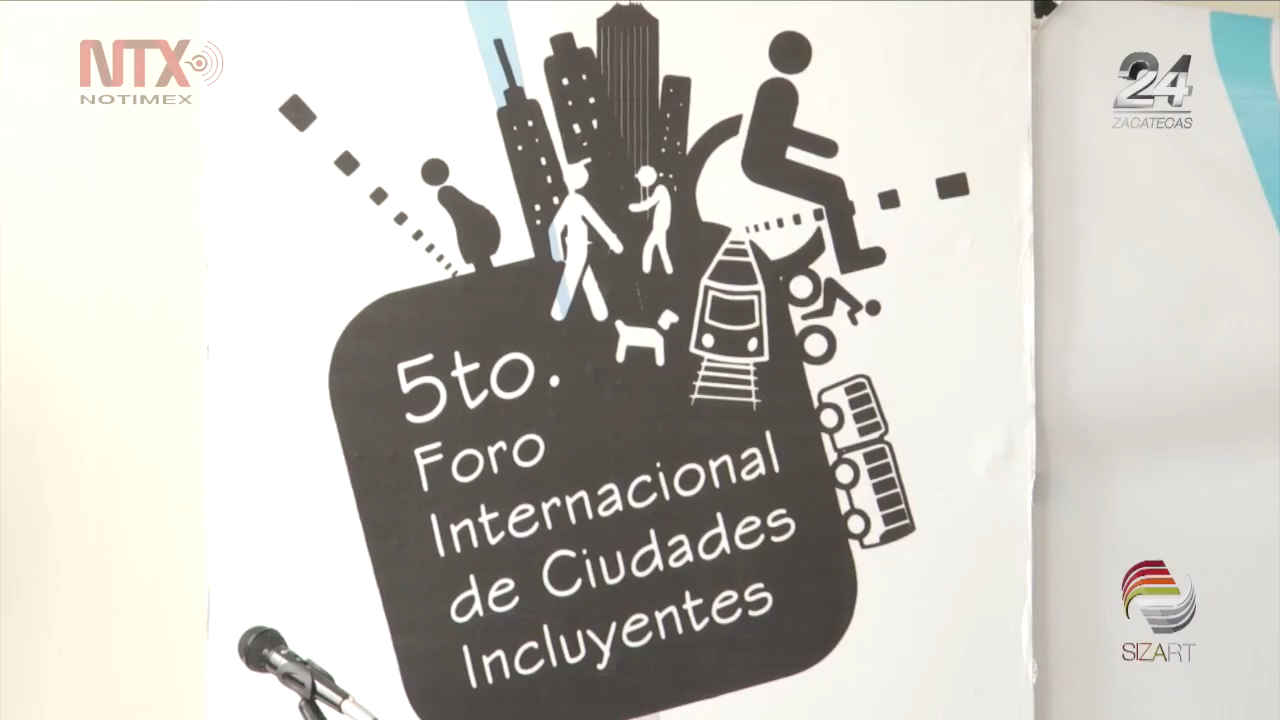 NTX
NOTIMEX
24
ZACATECAS
5to.
Foro
Internacional
de Ciudades
Incluyentes
SIZART